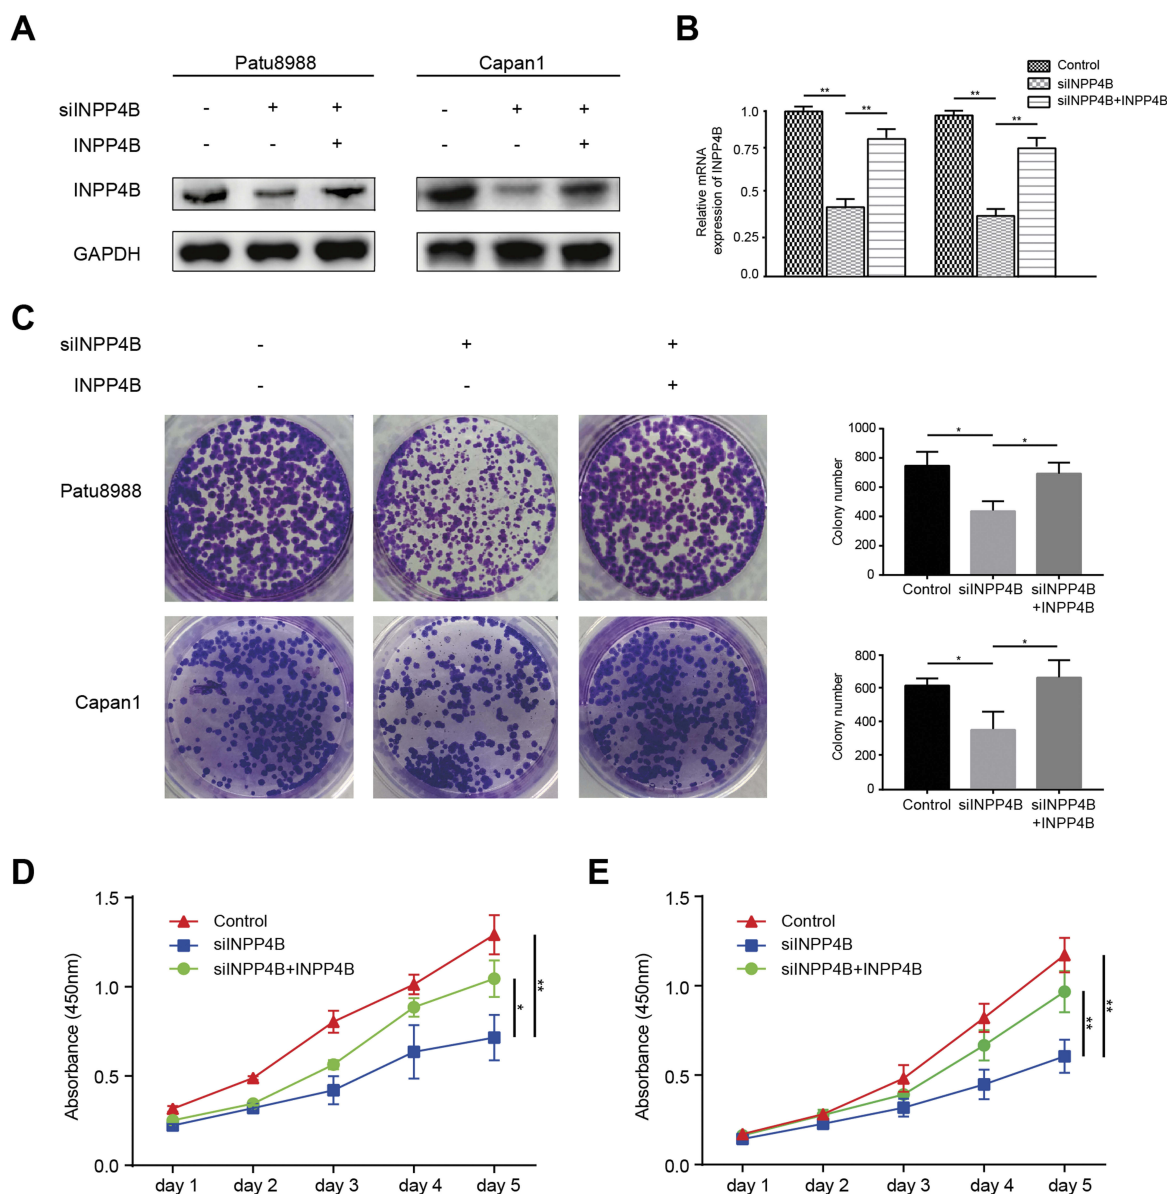 A
Patu8988 Capan1
siINPP4B - + + - + +
INPP4B - - + - - +
INPP4B
GAPDH
B
Control
siINPP4B
siINPP4B+INPP4B
Relative mRNA
expression of INPP4B
1.0
0.75
0.5
0.25
0.0
** ** ** **
C
siINPP4B - + +
INPP4B - - +
Patu8988
Capan1
Colony number
1000
800
600
400
200
0
* *
Control siINPP4B siINPP4B
+INPP4B
Colony number
800
600
400
200
0
* *
Control siINPP4B siINPP4B
+INPP4B
D
Absorbance (450nm)
1.5
1.0
0.5
0.0
Control
siINPP4B
siINPP4B+INPP4B
* **
day 1 day 2 day 3 day 4 day 5
E
Absorbance (450nm)
1.5
1.0
0.5
0.0
Control
siINPP4B
siINPP4B+INPP4B
** **
day 1 day 2 day 3 day 4 day 5